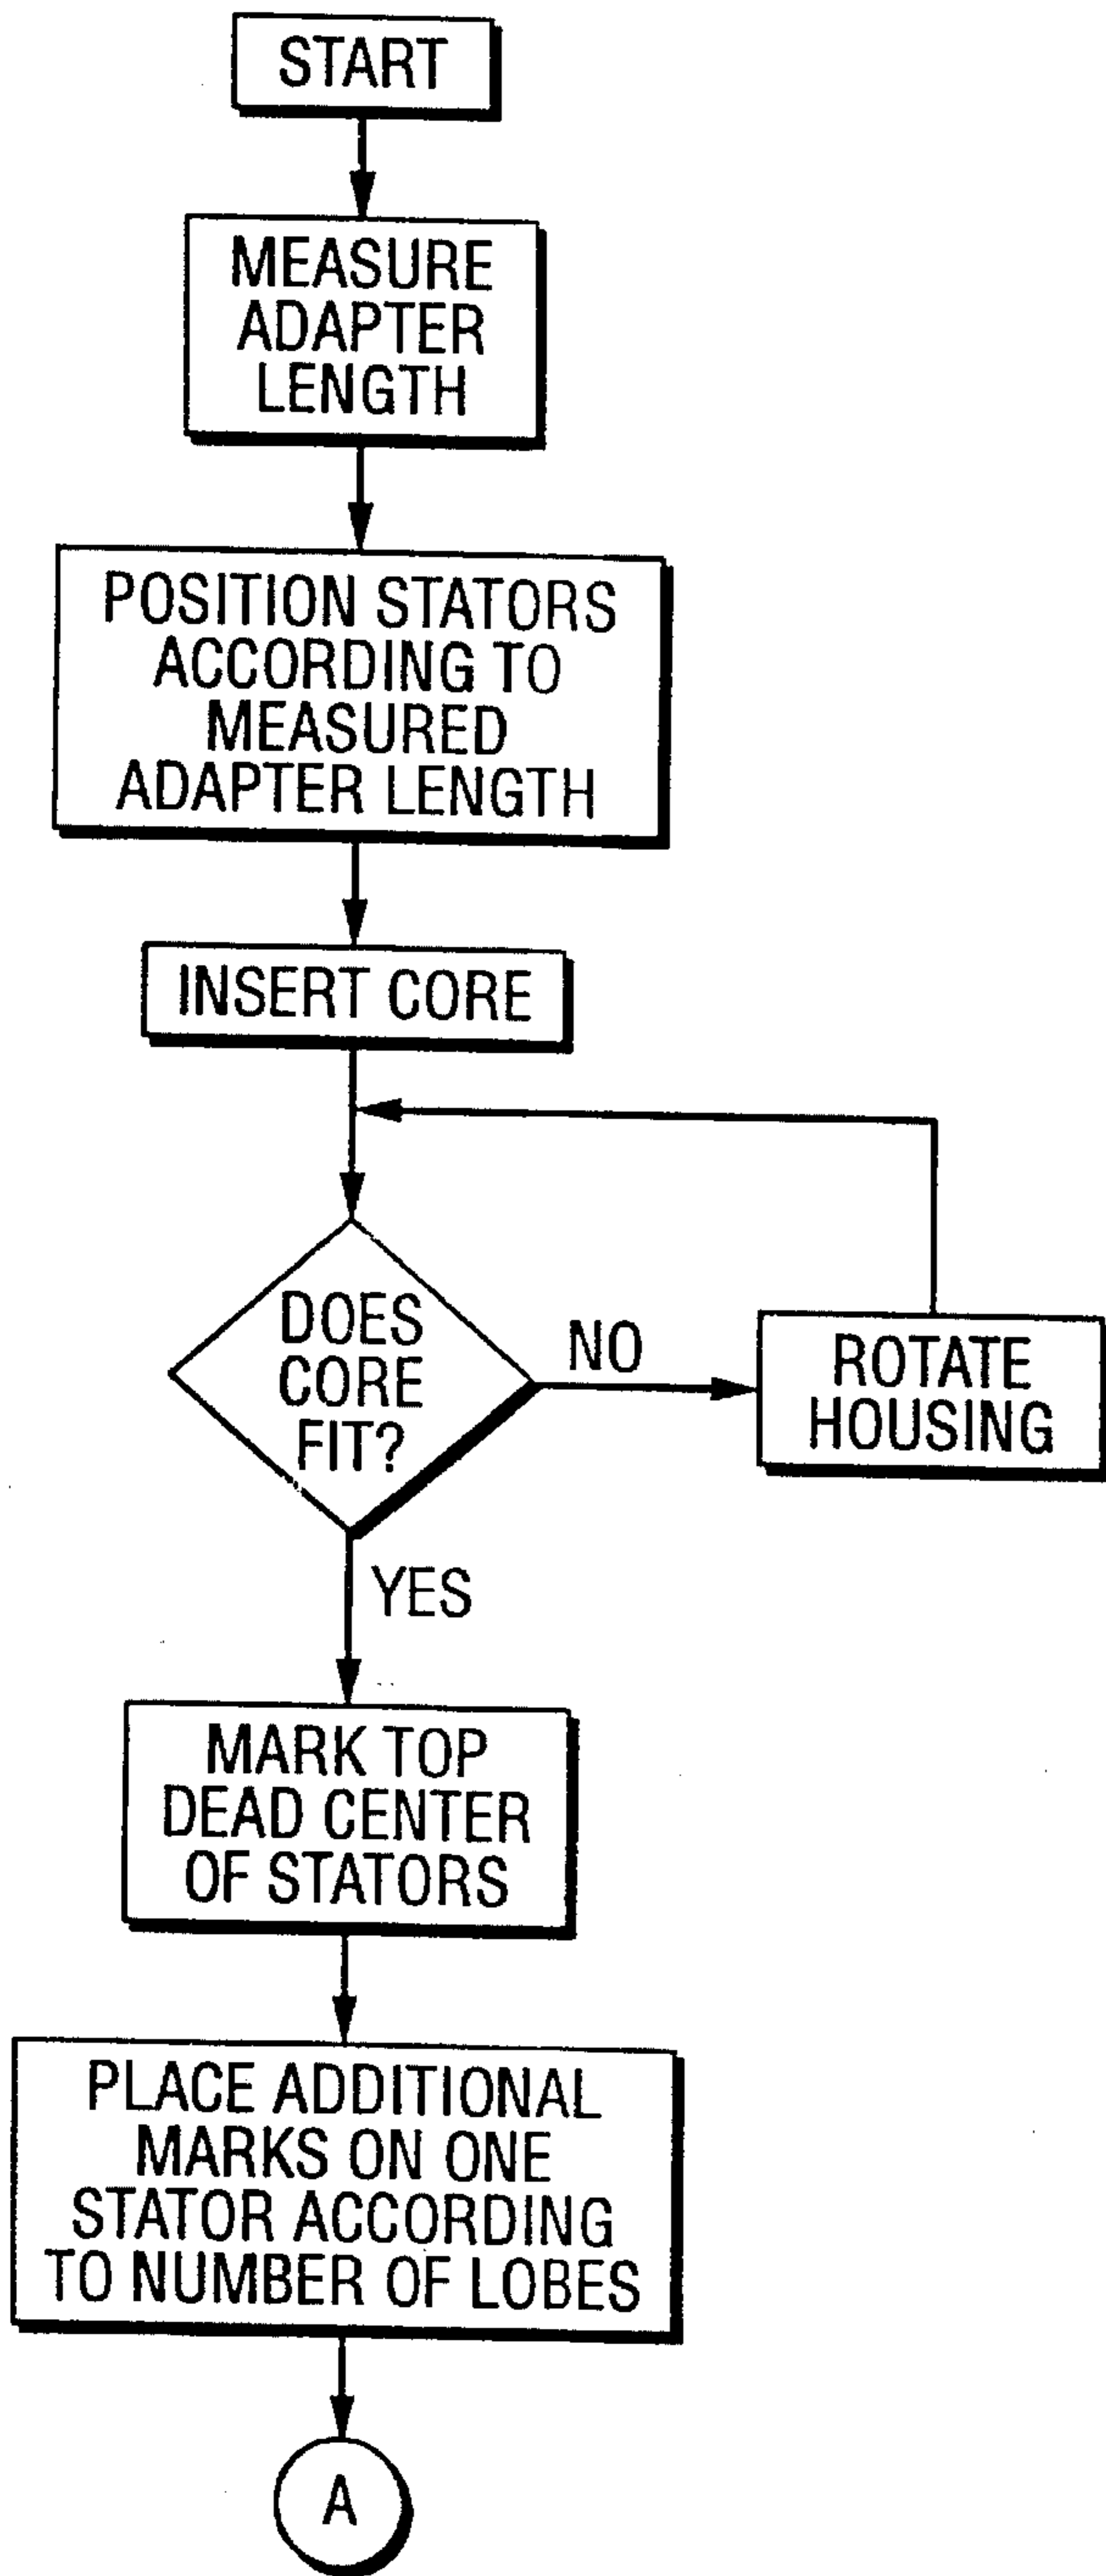 START
MEASURE
ADAPTER
LENGTH
POSITION STATORS
ACCORDING TO
MEASURED
ADAPTER LENGTH
INSERT CORE
DOES
CORE
FIT?
NO
ROTATE
HOUSING
YES
MARK TOP
DEAD CENTER
OF STATORS
PLACE ADDITIONAL
MARKS ON ONE
STATOR ACCORDING
TO NUMBER OF LOBES
A